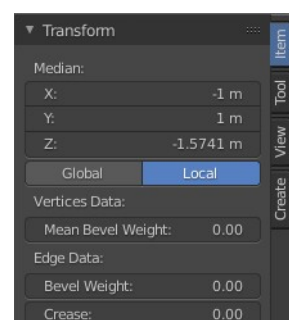 Transform
Median:
X: -1 m
Y: 1 m
Z: -1.5741 m
Global Local
Vertices Data:
Mean Bevel Weight: 0.00
Edge Data:
Bevel Weight: 0.00
Crease: 0.00
Item
Tool
View
Create